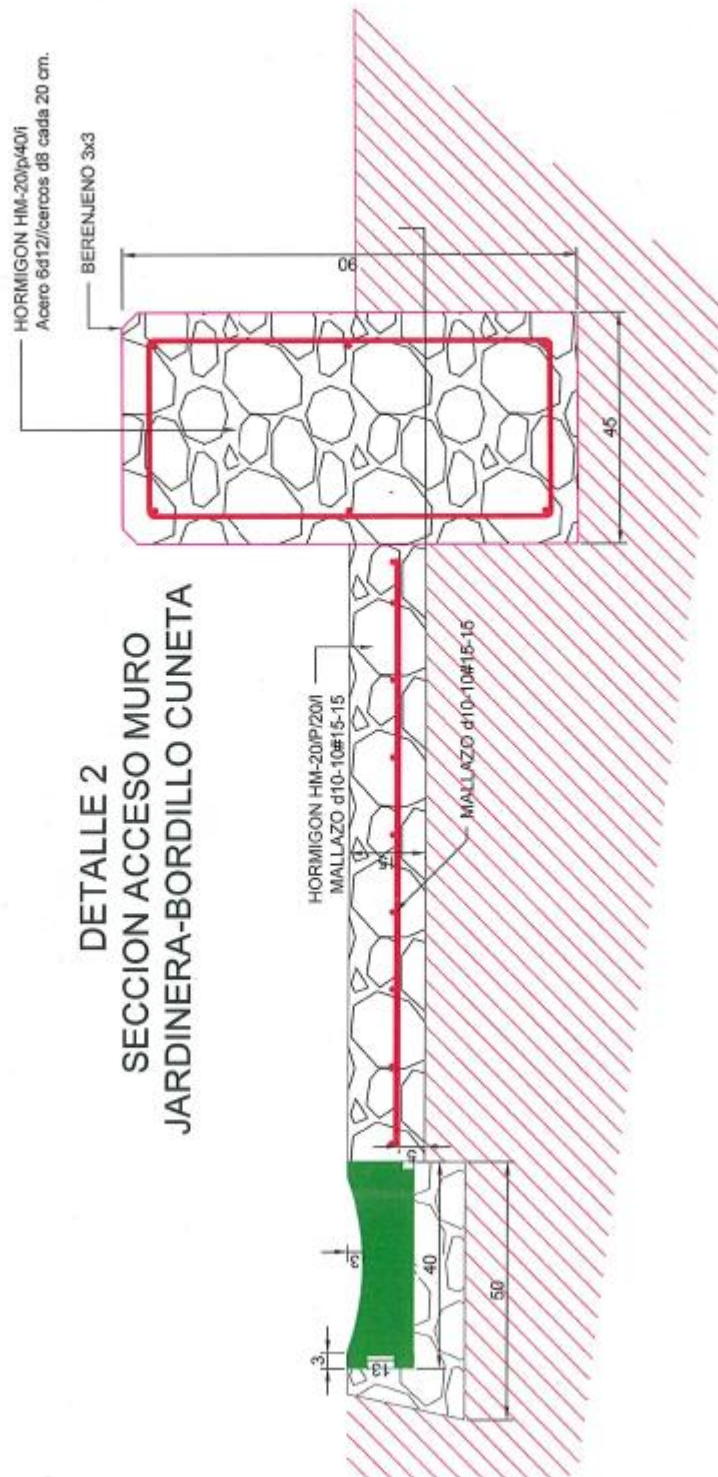 DETALLE 2
SECCION ACCESO MURO
JARDINERA-BORDILLO CUNETA
HORMIGON HM-20/p/40/I
Acero 6d12//cercos d8 cada 20 cm.
BERENJENO 3x3
90
45
HORMIGON HM-20/P/20/I
MALLAZO d10-10#15-15
15
MALLAZO d10-10#15-15
5
3
3
13
40
50